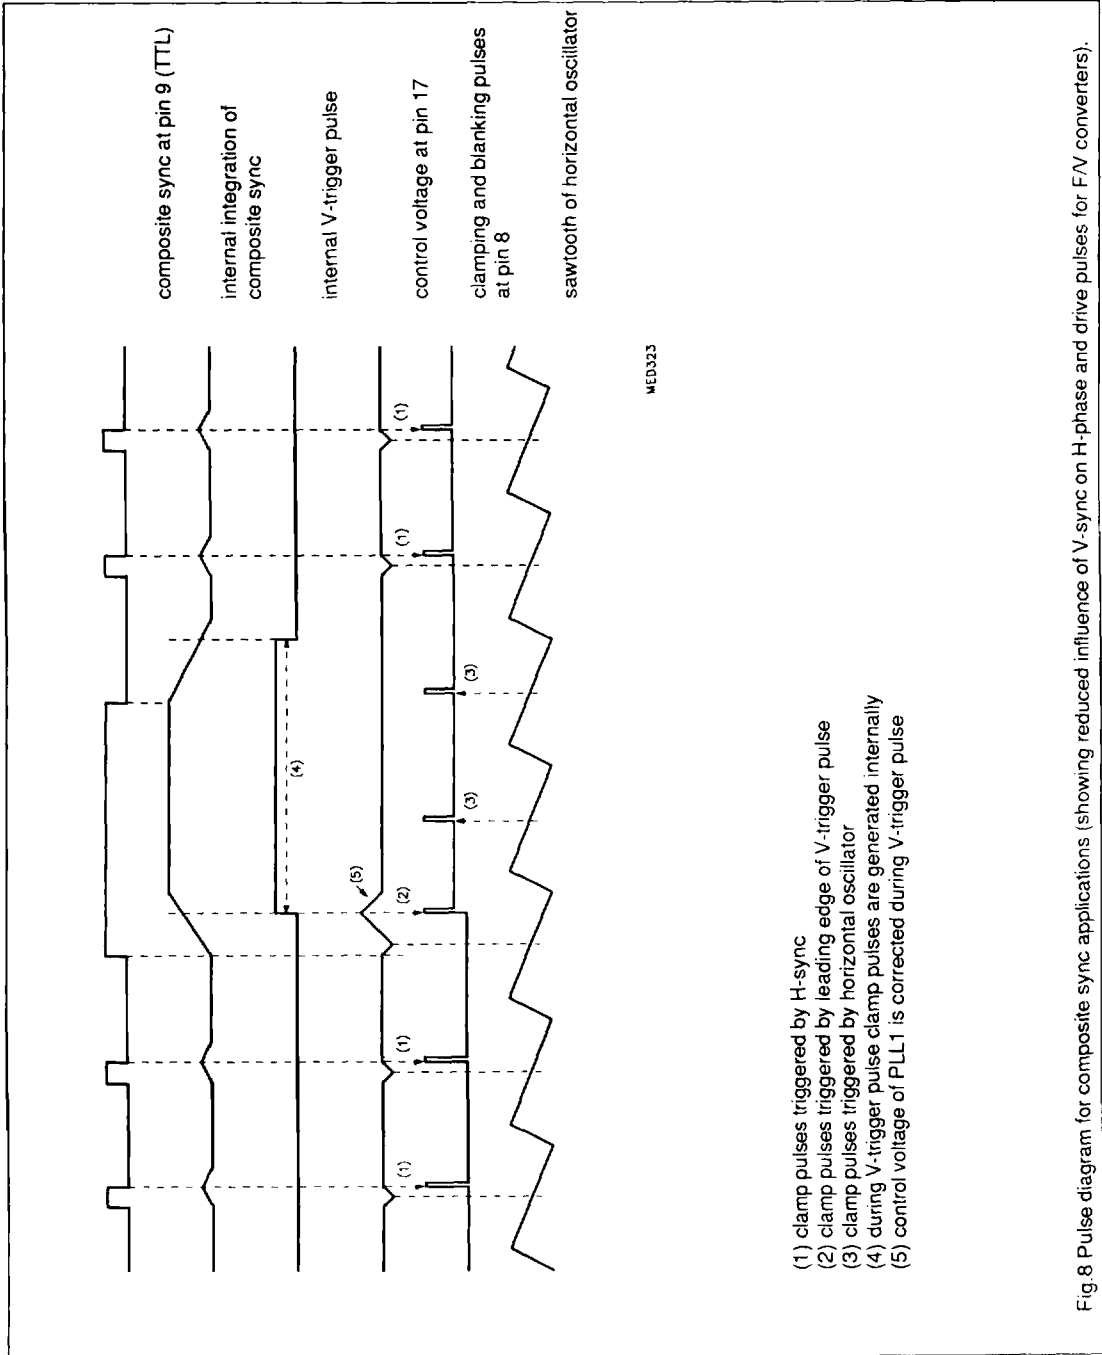 composite sync at pin 9 (TTL)
internal integration of
composite sync
internal V-trigger pulse
control voltage at pin 17
clamping and blanking pulses
at pin 8
sawtooth of horizontal oscillator
(1)
(1)
(2)
(5)
(4)
(3)
(3)
(1)
(1)
MED323
(1) clamp pulses triggered by H-sync
(2) clamp pulses triggered by leading edge of V-trigger pulse
(3) clamp pulses triggered by horizontal oscillator
(4) during V-trigger pulse clamp pulses are generated internally
(5) control voltage of PLL1 is corrected during V-trigger pulse
Fig.8 Pulse diagram for composite sync applications (showing reduced influence of V-sync on H-phase and drive pulses for F/V converters).